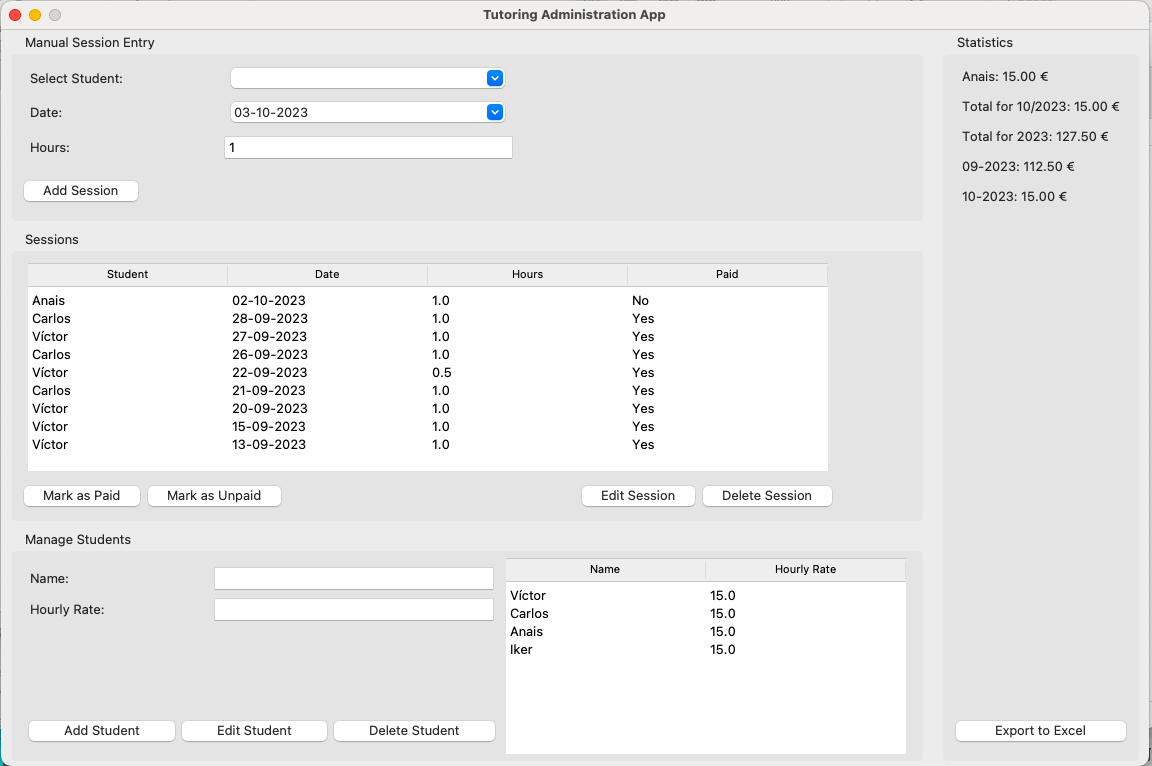 Tutoring Administration App
Manual Session Entry
Select Student:
Date: 03-10-2023
Hours: 1
Add Session
Sessions
Student Date Hours Paid
Anais 02-10-2023 1.0 No
Carlos 28-09-2023 1.0 Yes
Víctor 27-09-2023 1.0 Yes
Carlos 26-09-2023 1.0 Yes
Víctor 22-09-2023 0.5 Yes
Carlos 21-09-2023 1.0 Yes
Víctor 20-09-2023 1.0 Yes
Víctor 15-09-2023 1.0 Yes
Víctor 13-09-2023 1.0 Yes
Mark as Paid Mark as Unpaid Edit Session Delete Session
Manage Students
Name:
Hourly Rate:
Add Student Edit Student Delete Student
Name Hourly Rate
Víctor 15.0
Carlos 15.0
Anais 15.0
Iker 15.0
Statistics
Anais: 15.00 €
Total for 10/2023: 15.00 €
Total for 2023: 127.50 €
09-2023: 112.50 €
10-2023: 15.00 €
Export to Excel